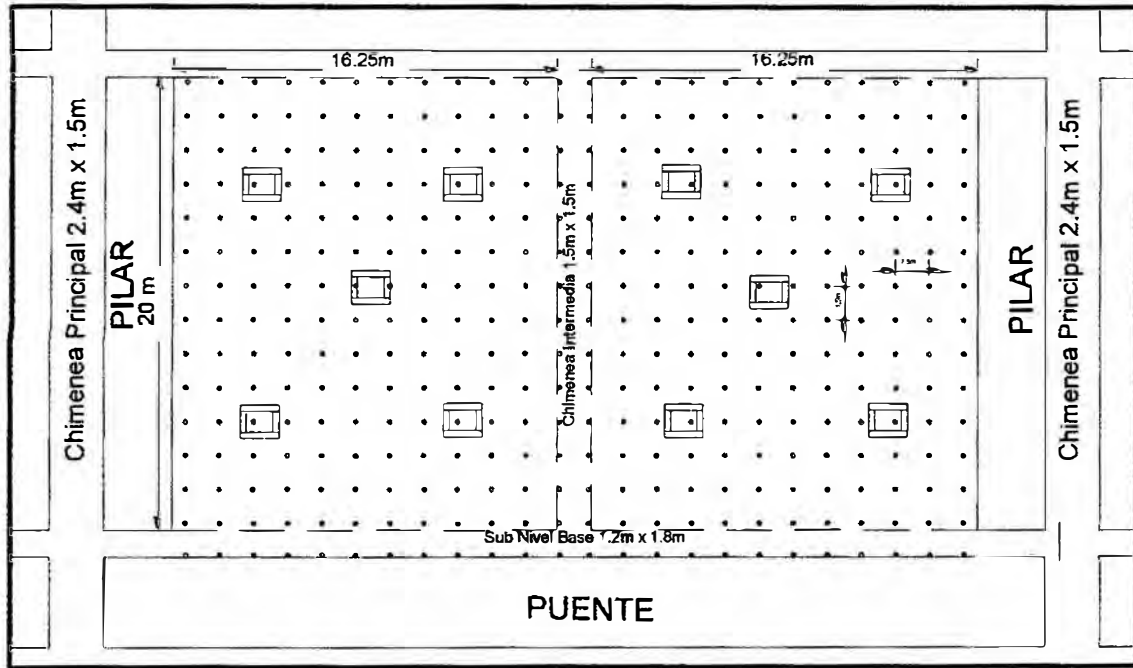 16.25m
16.25m
Chimenea Principal 2.4m x 1.5m
PILAR
20 m
Chimenea Intermedia 1.5m x 1.5m
PILAR
Chimenea Principal 2.4m x 1.5m
Sub Nivel Base 1.2m x 1.8m
PUENTE